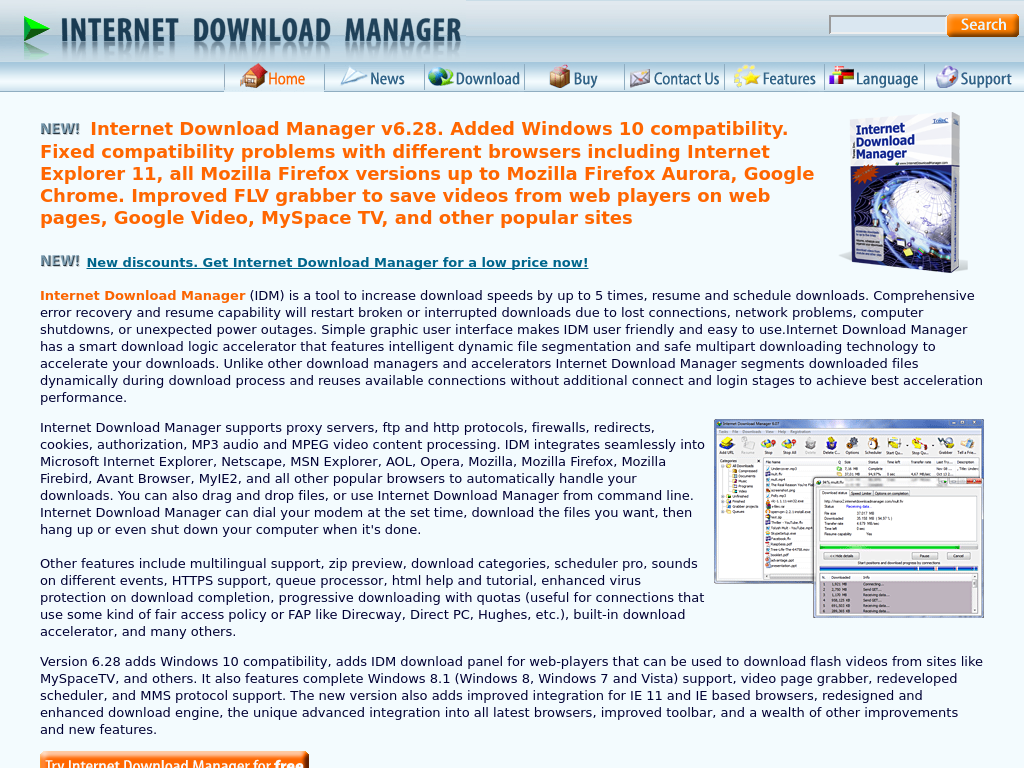 INTERNET DOWNLOAD MANAGER
Search
Home
News
Download
Buy
Contact Us
Features
Language
Support
NEW! Internet Download Manager v6.28. Added Windows 10 compatibility.
Fixed compatibility problems with different browsers including Internet
Explorer 11, all Mozilla Firefox versions up to Mozilla Firefox Aurora, Google
Chrome. Improved FLV grabber to save videos from web players on web
pages, Google Video, MySpace TV, and other popular sites
Internet
Download
Manager
NEW! New discounts. Get Internet Download Manager for a low price now!
Internet Download Manager (IDM) is a tool to increase download speeds by up to 5 times, resume and schedule downloads. Comprehensive
error recovery and resume capability will restart broken or interrupted downloads due to lost connections, network problems, computer
shutdowns, or unexpected power outages. Simple graphic user interface makes IDM user friendly and easy to use.Internet Download Manager
has a smart download logic accelerator that features intelligent dynamic file segmentation and safe multipart downloading technology to
accelerate your downloads. Unlike other download managers and accelerators Internet Download Manager segments downloaded files
dynamically during download process and reuses available connections without additional connect and login stages to achieve best acceleration
performance.
Internet Download Manager supports proxy servers, ftp and http protocols, firewalls, redirects,
cookies, authorization, MP3 audio and MPEG video content processing. IDM integrates seamlessly into
Microsoft Internet Explorer, Netscape, MSN Explorer, AOL, Opera, Mozilla, Mozilla Firefox, Mozilla
Firebird, Avant Browser, MyIE2, and all other popular browsers to automatically handle your
downloads. You can also drag and drop files, or use Internet Download Manager from command line.
Internet Download Manager can dial your modem at the set time, download the files you want, then
hang up or even shut down your computer when it's done.
Other features include multilingual support, zip preview, download categories, scheduler pro, sounds
on different events, HTTPS support, queue processor, html help and tutorial, enhanced virus
protection on download completion, progressive downloading with quotas (useful for connections that
use some kind of fair access policy or FAP like Direcway, Direct PC, Hughes, etc.), built-in download
accelerator, and many others.
Version 6.28 adds Windows 10 compatibility, adds IDM download panel for web-players that can be used to download flash videos from sites like
MySpaceTV, and others. It also features complete Windows 8.1 (Windows 8, Windows 7 and Vista) support, video page grabber, redeveloped
scheduler, and MMS protocol support. The new version also adds improved integration for IE 11 and IE based browsers, redesigned and
enhanced download engine, the unique advanced integration into all latest browsers, improved toolbar, and a wealth of other improvements
and new features.
Try Internet Download Manager for free